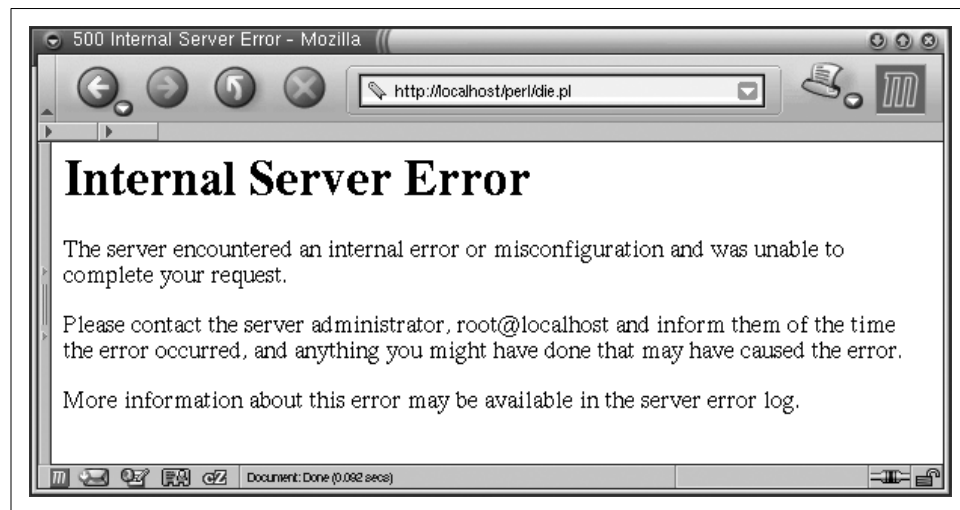 500 Internal Server Error - Mozilla
http://localhost/perl/die.pl
Internal Server Error
The server encountered an internal error or misconfiguration and was unable to
complete your request.
Please contact the server administrator, root@localhost and inform them of the time
the error occurred, and anything you might have done that may have caused the error.
More information about this error may be available in the server error log.
Document: Done (0.092 secs)